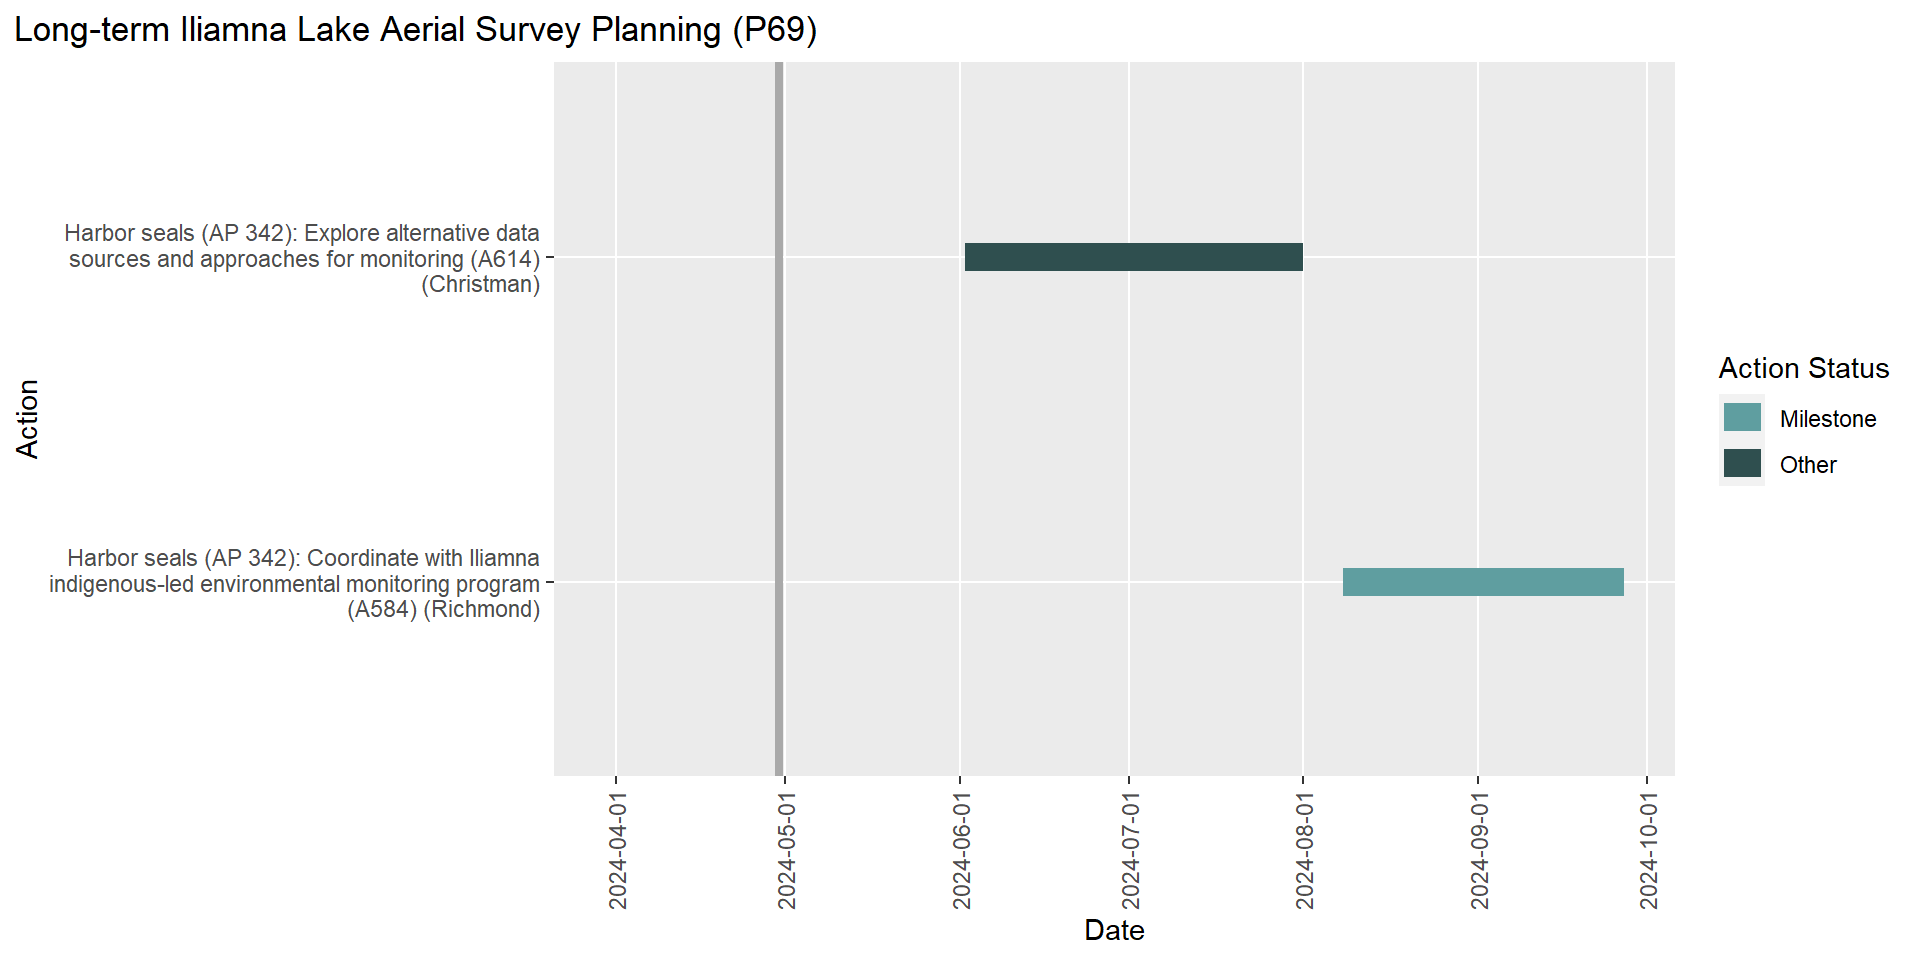 Long-term Iliamna Lake Aerial Survey Planning (P69)
Harbor seals (AP 342): Explore alternative data
sources and approaches for monitoring (A614)
(Christman)
Action
Harbor seals (AP 342): Coordinate with Iliamna
indigenous-led environmental monitoring program
(A584) (Richmond)
Action Status
Milestone
Other
2024-04-01
2024-05-01
2024-06-01
2024-07-01
2024-08-01
2024-09-01
2024-10-01
Date